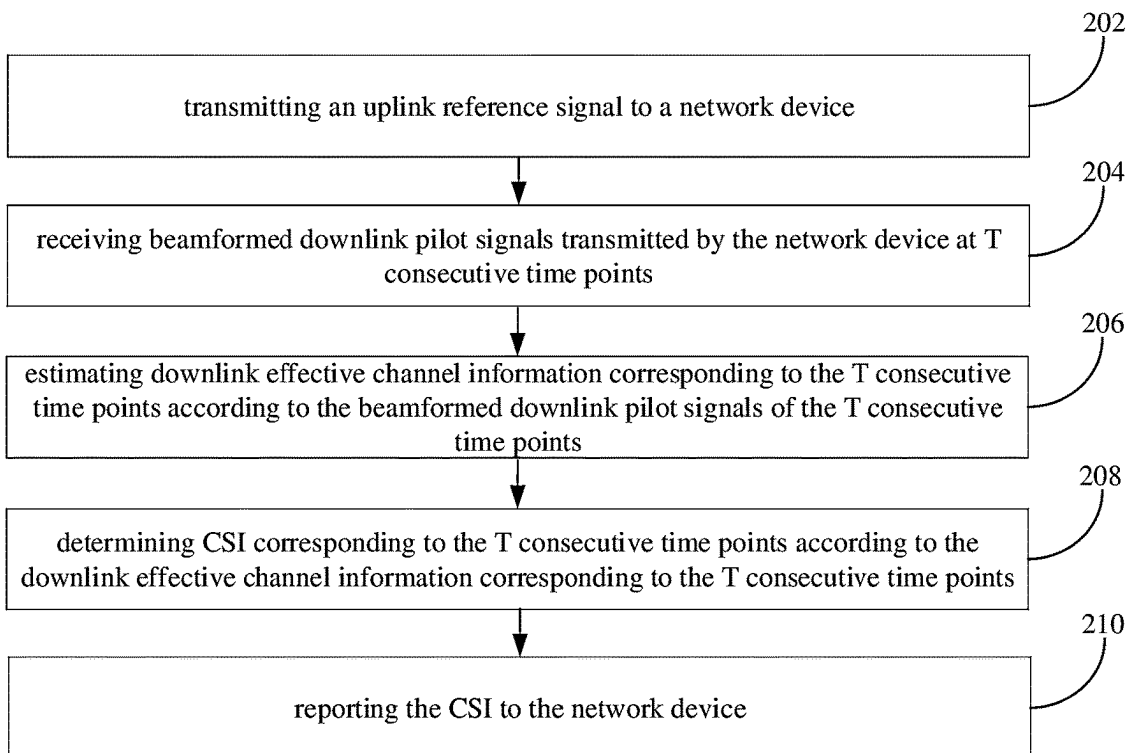 202
transmitting an uplink reference signal to a network device
204
receiving beamformed downlink pilot signals transmitted by the network device at T
consecutive time points
206
estimating downlink effective channel information corresponding to the T consecutive
time points according to the beamformed downlink pilot signals of the T consecutive
time points
208
determining CSI corresponding to the T consecutive time points according to the
downlink effective channel information corresponding to the T consecutive time points
210
reporting the CSI to the network device